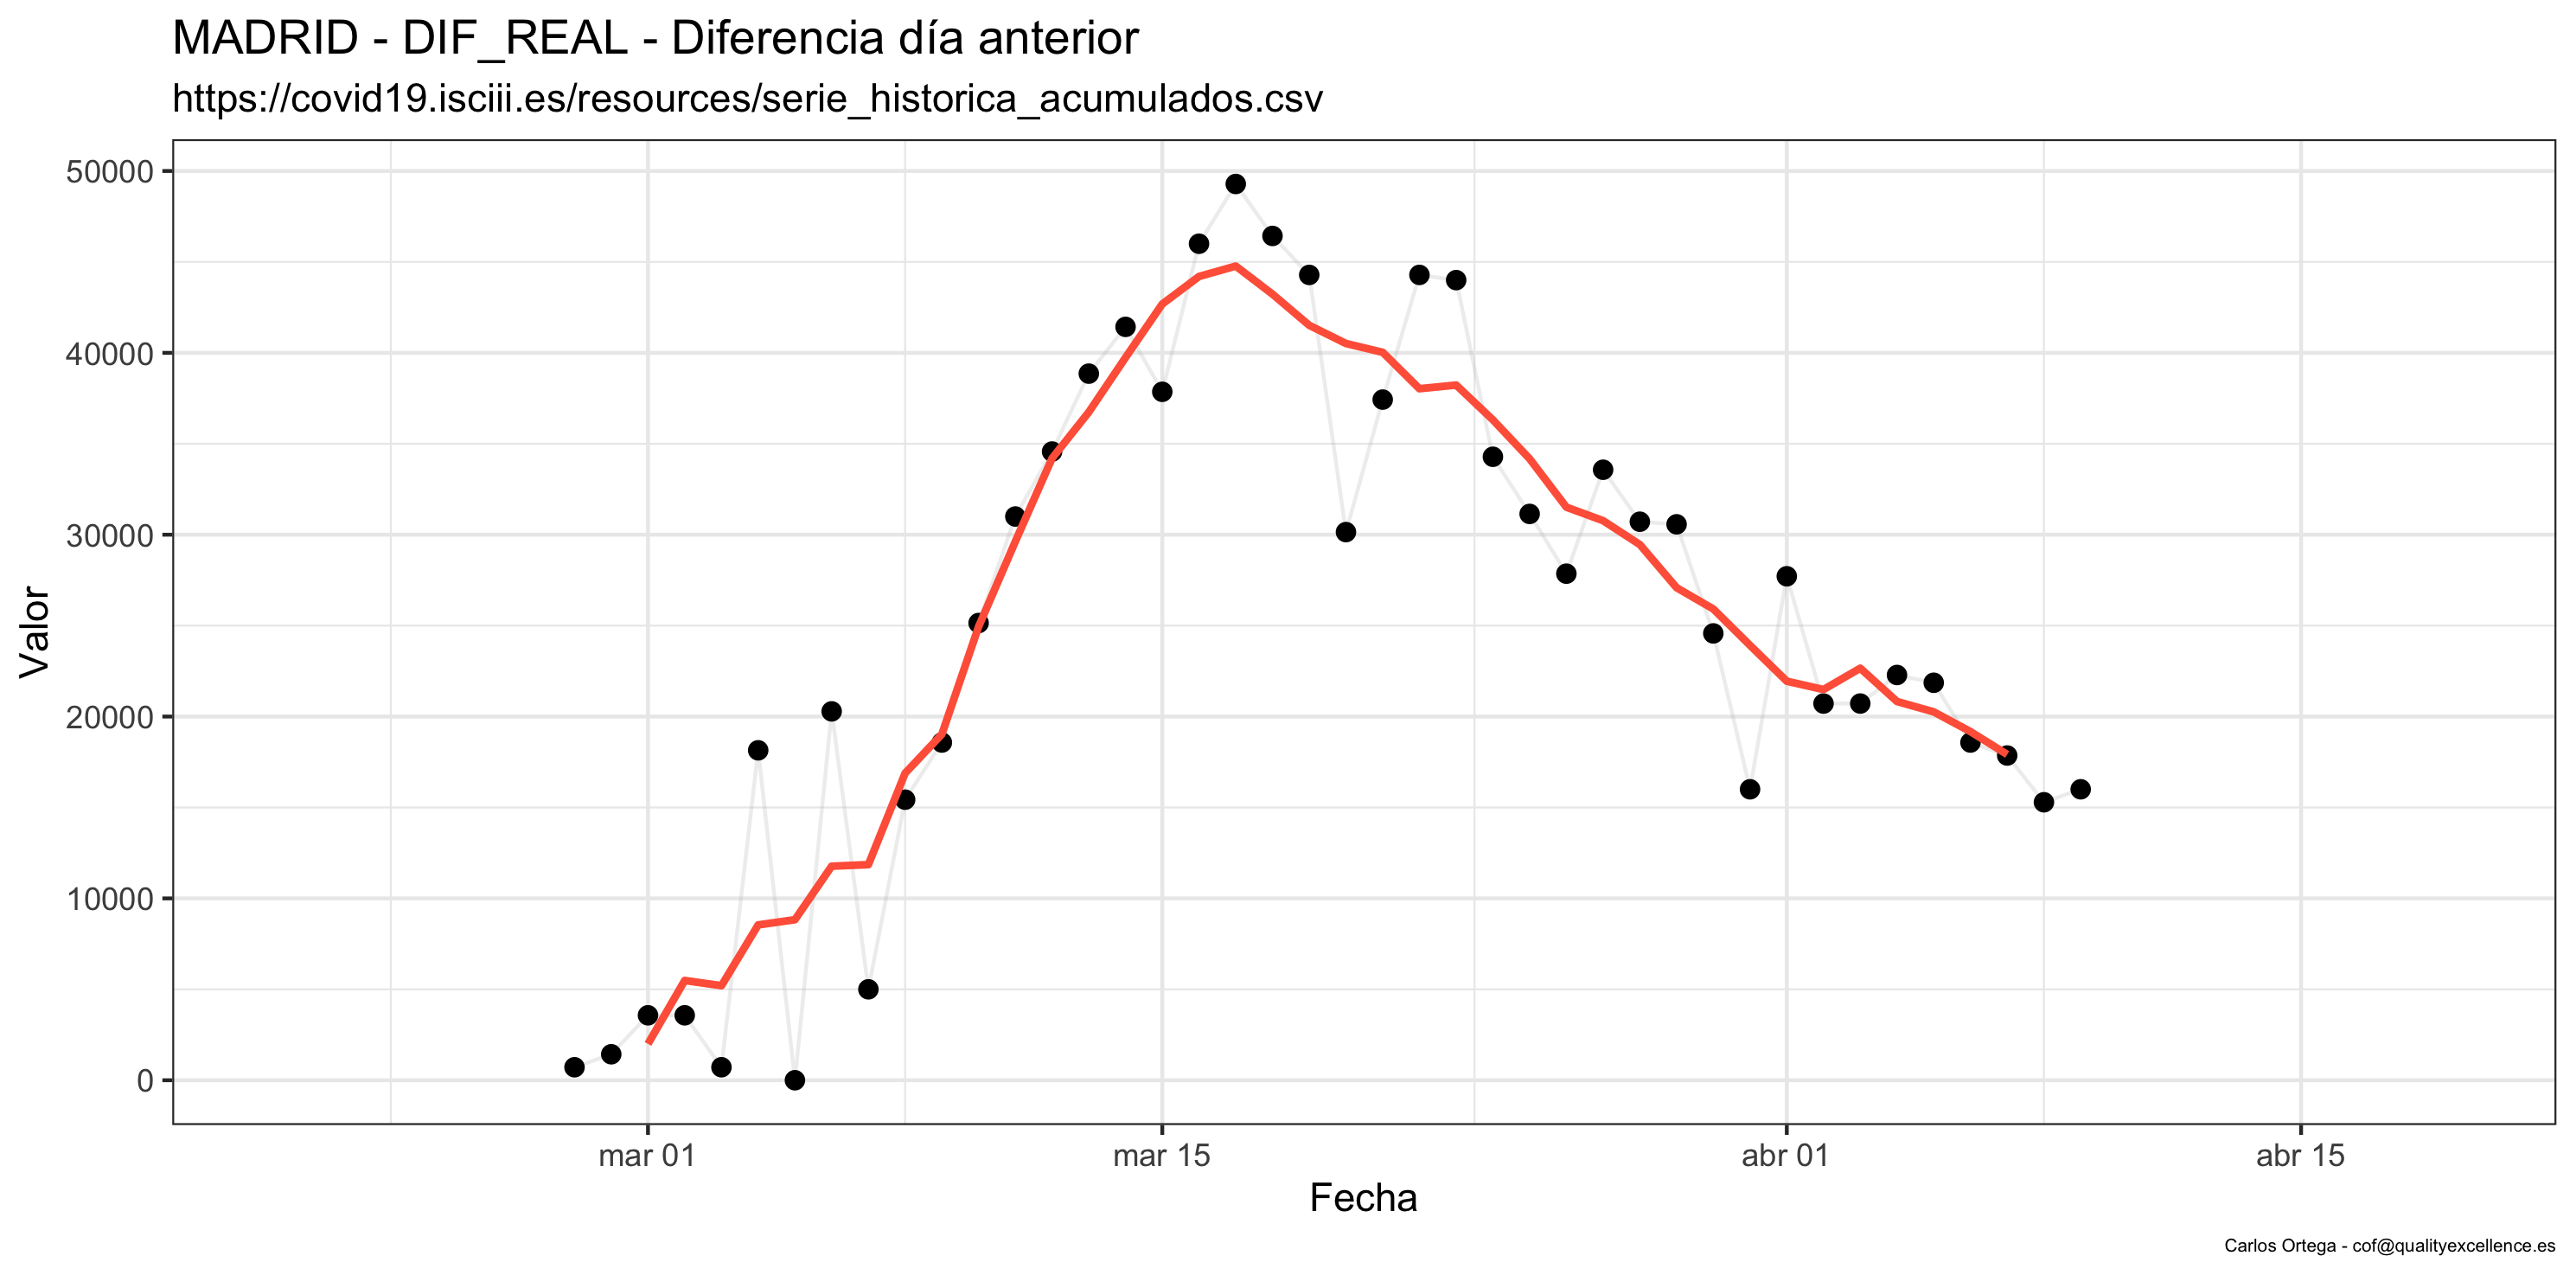 MADRID - DIF_REAL - Diferencia día anterior
https://covid19.isciii.es/resources/serie_historica_acumulados.csv
50000
40000
30000
20000
10000
0
Valor
mar 01
mar 15
abr 01
abr 15
Fecha
Carlos Ortega - cof@qualityexcellence.es